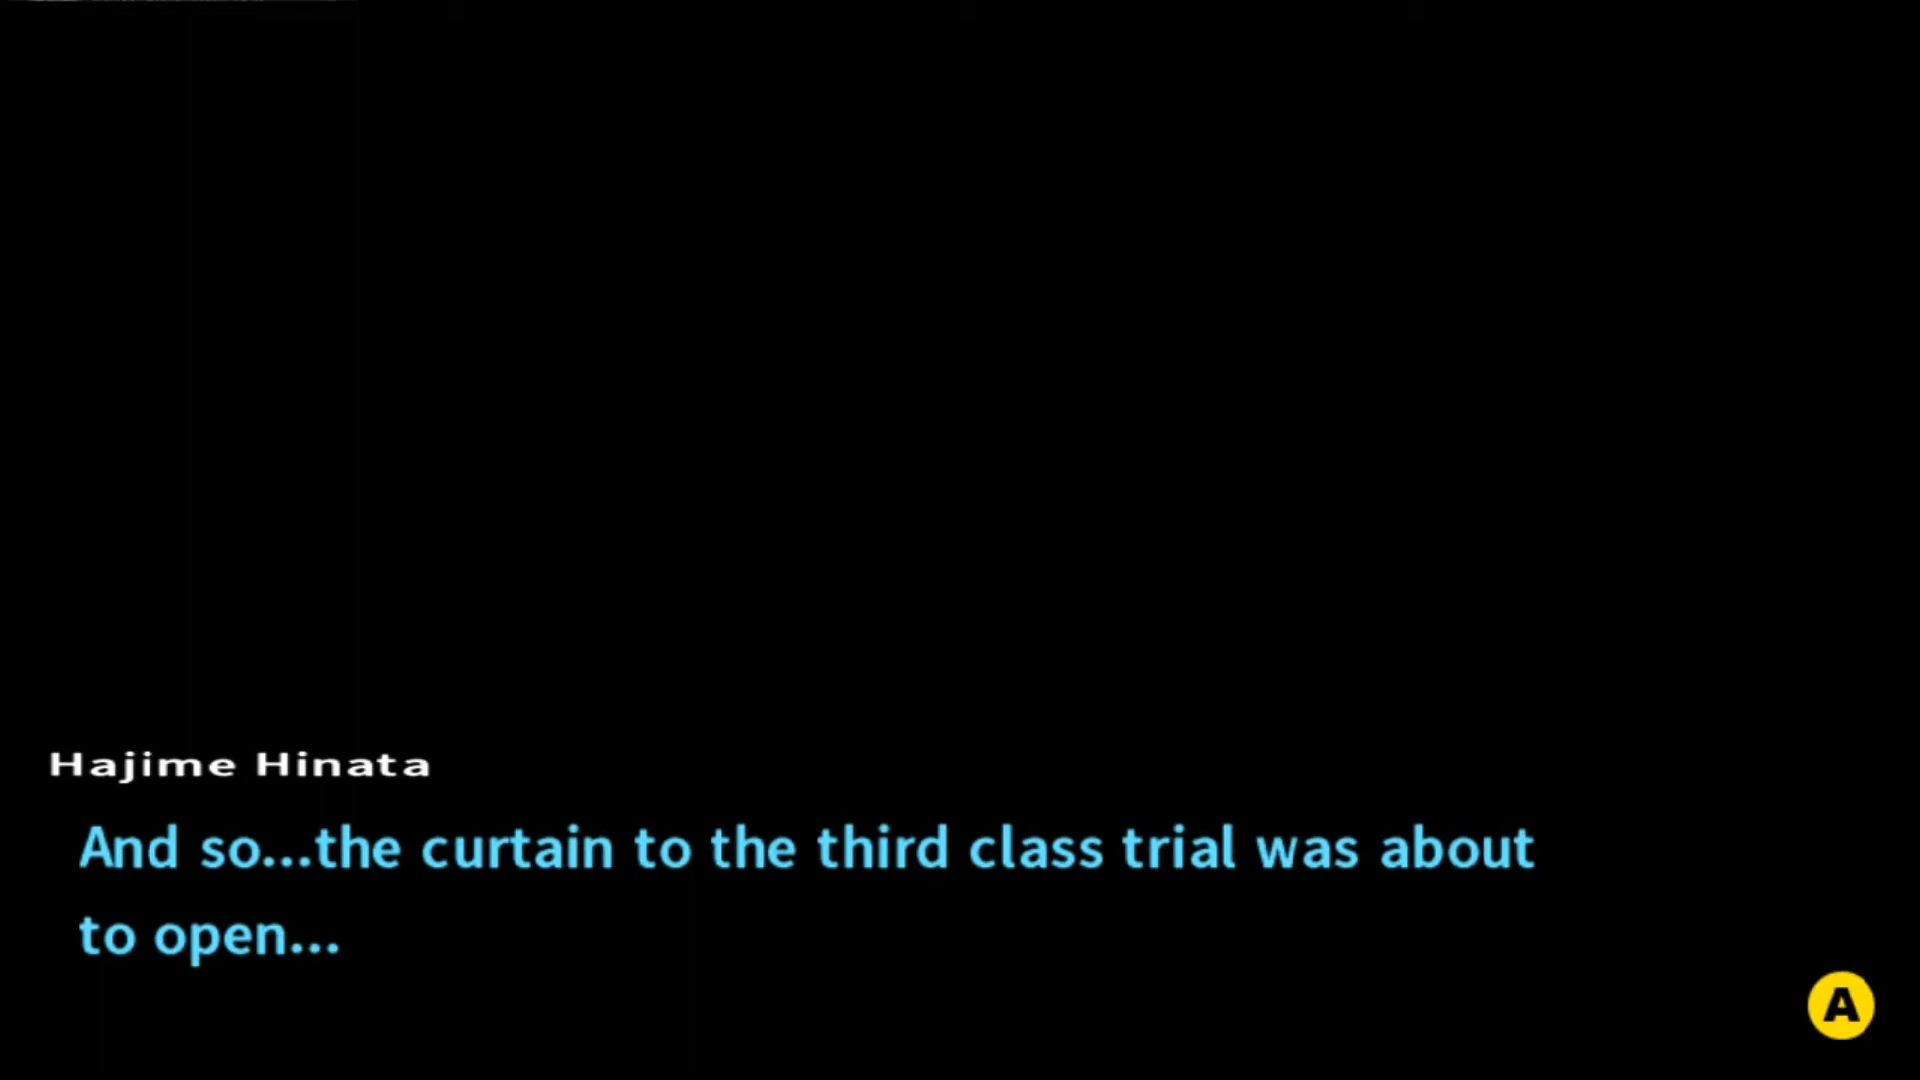 Hajime Hinata
And so...the curtain to the third class trial was about
to open...
A